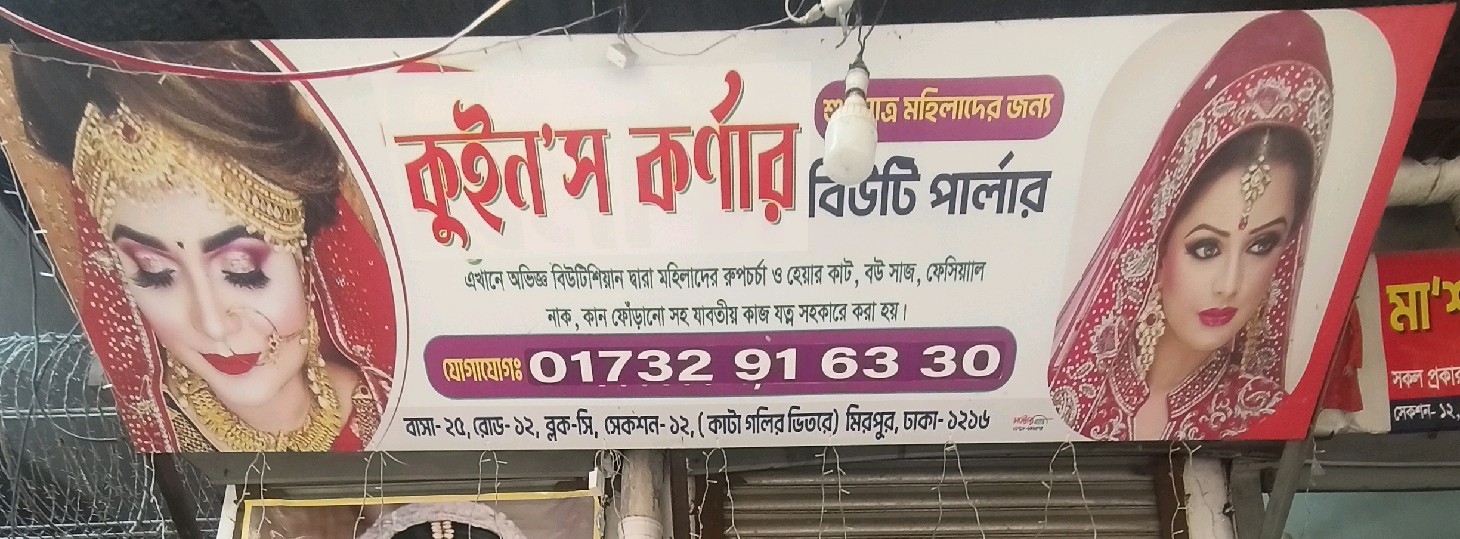 কুইন'স কর্ণার
শুধুমাত্র মহিলাদের জন্য
বিউটি পার্লার
এখানে অভিজ্ঞ বিউটিশিয়ান দ্বারা মহিলাদের রুপচর্চা ও হেয়ার কাট, বউ সাজ, ফেসিয়াাল
নাক, কান ফোঁড়ানো সহ যাবতীয় কাজ যত্ন সহকারে করা হয়।
যোগাযোগঃ 01732 91 63 30
বাসা- ২৫, রোড- ১২, ব্লক-সি, সেকশন- ১২, ( কাটা গলির ভিতরে) মিরপুর, ঢাকা- ১২১৬
মা'শ
সকল প্রকার
সেকশন- ১২,